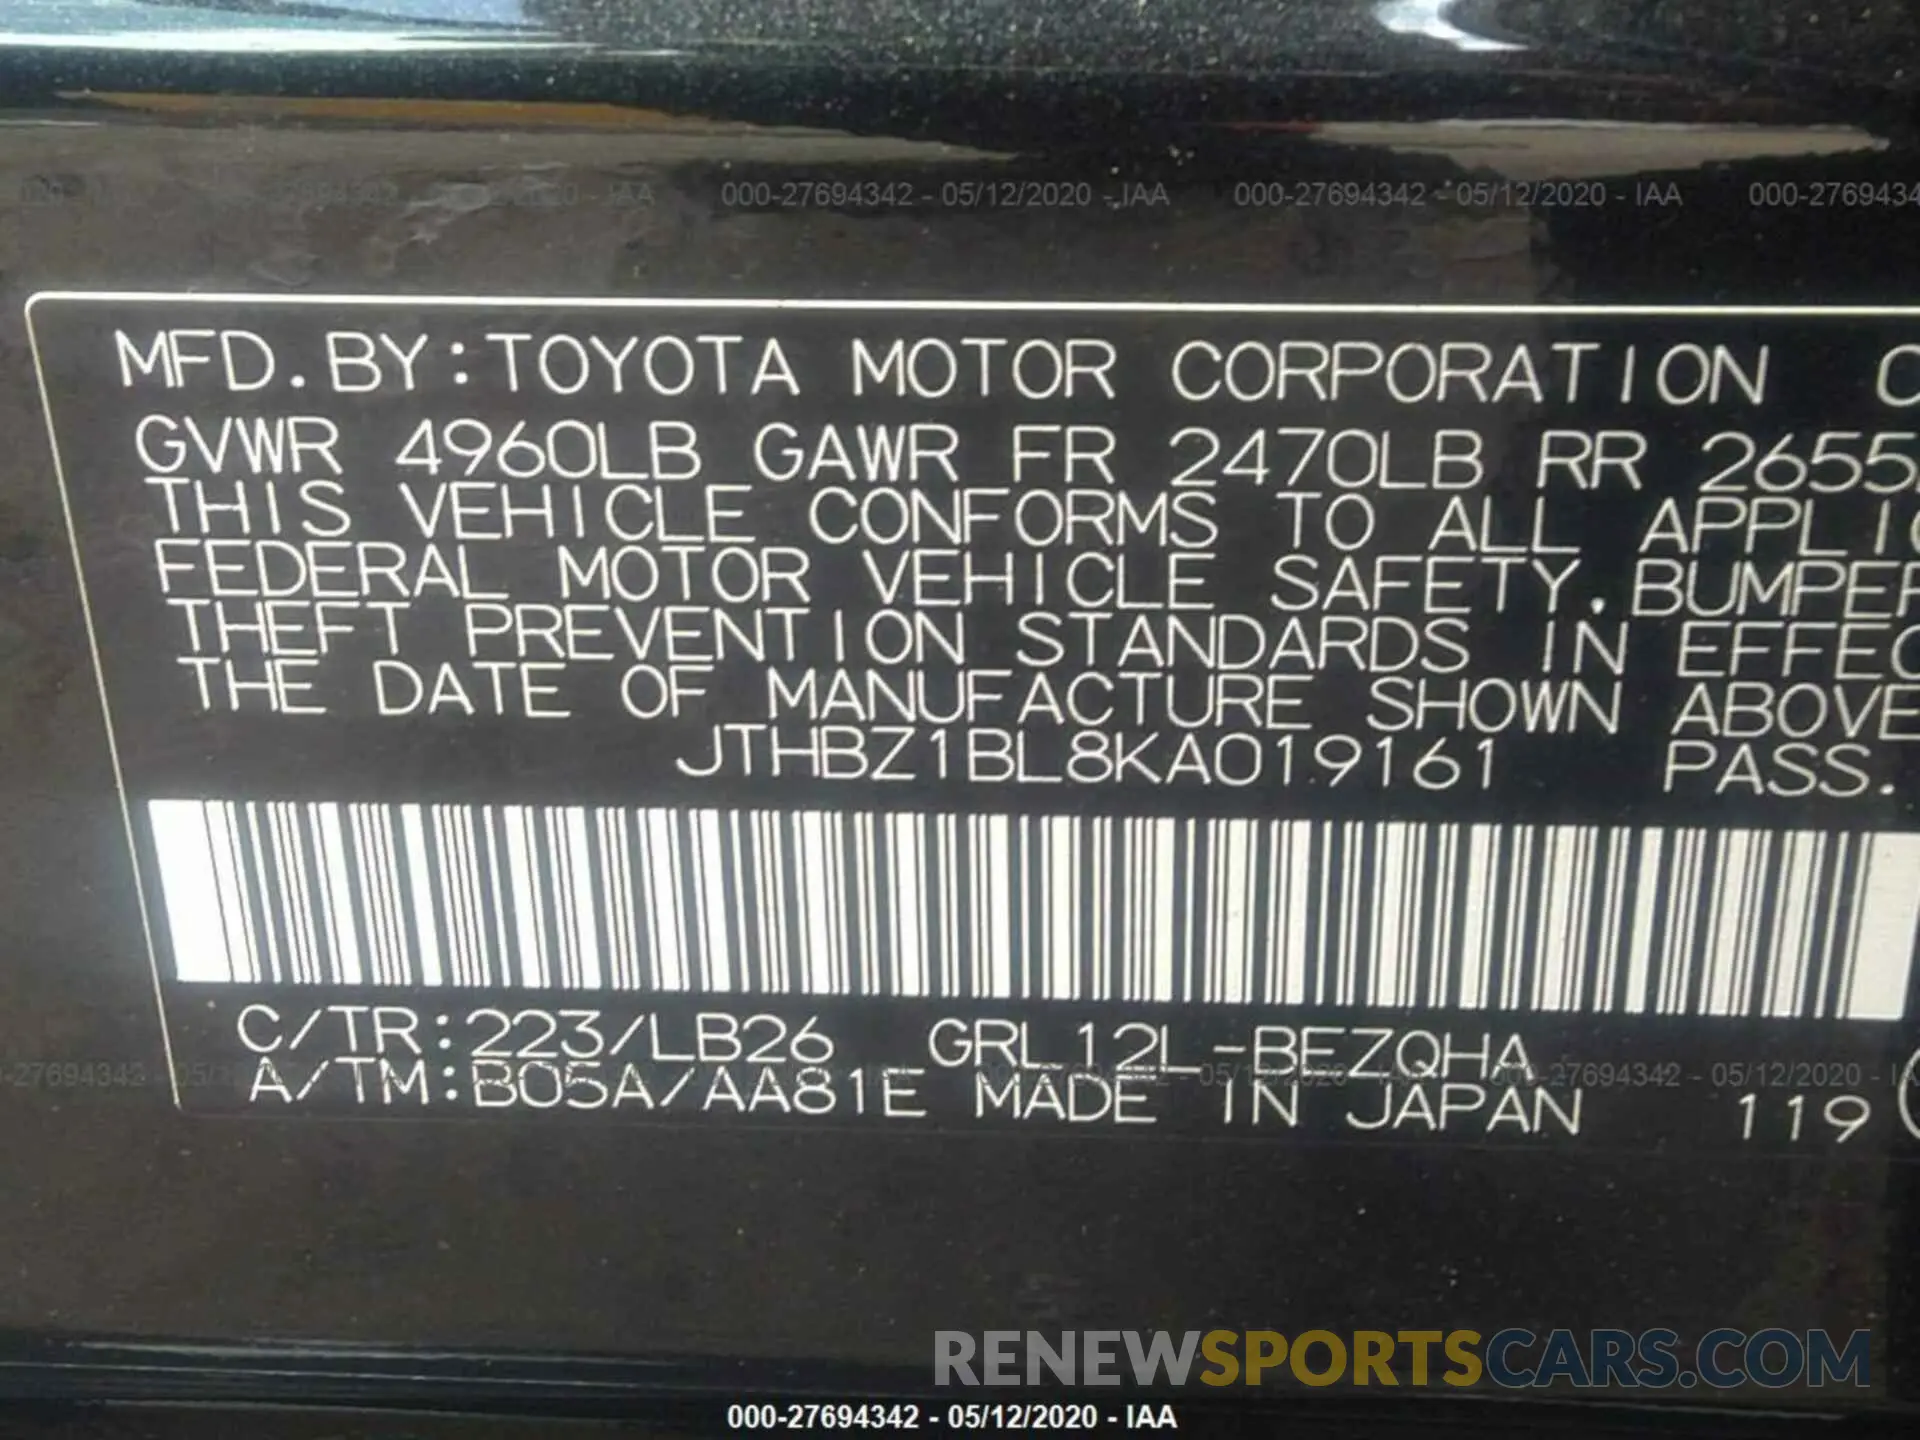 000-27694342 - 05/12/2020 - IAA 000-27694342 - 05/12/2020 - IAA
MFD.BY:TOYOTA MOTOR CORPORATION
GVWR 4960LB GAWR FR 2470LB RR 2655
THIS VEHICLE CONFORMS TO ALL APPLIC
FEDERAL MOTOR VEHICLE SAFETY.BUMPER
THEFT PREVENTION STANDARDS IN EFFEC
THE DATE OF MANUFACTURE SHOWN ABOVE
JTHBZ1BL8KA019161 PASS.
C/TR:223/LB26 GRL12L-BEZQHA
A/TM:B05A/AA81E MADE IN JAPAN 119
RENEWSPORTSCARS.COM
000-27694342 - 05/12/2020 - IAA